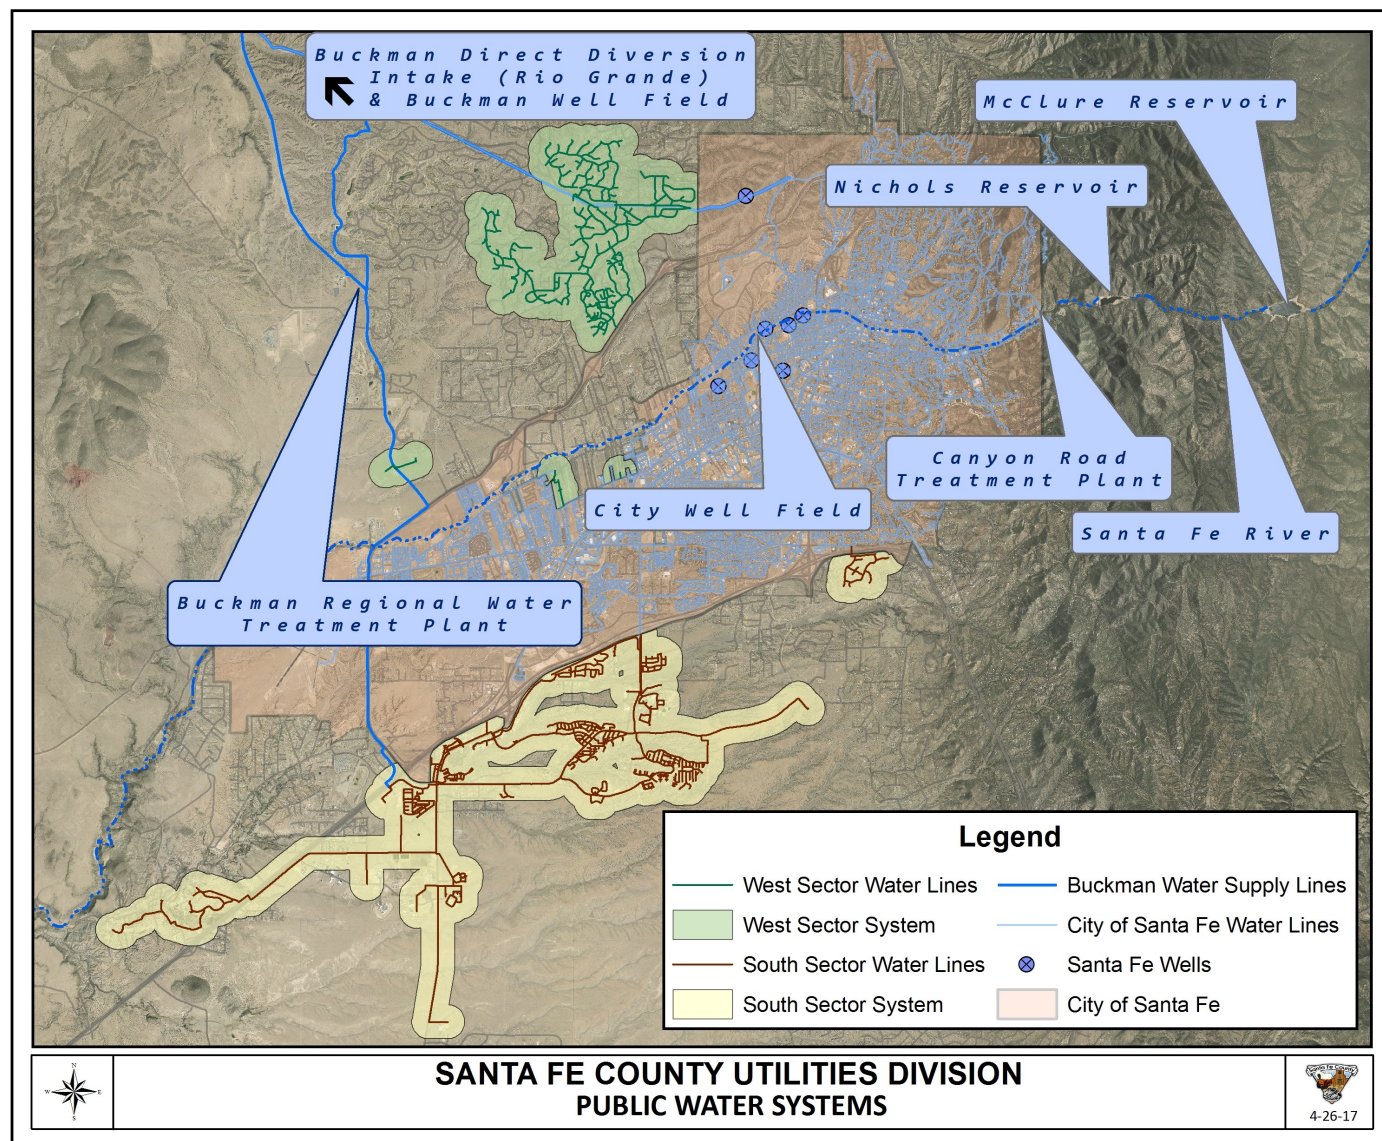 Buckman Direct Diversion
Intake (Rio Grande)
& Buckman Well Field
McClure Reservoir
Nichols Reservoir
Canyon Road
Treatment Plant
City Well Field
Santa Fe River
Buckman Regional Water
Treatment Plant
Legend
West Sector Water Lines
Buckman Water Supply Lines
West Sector System
City of Santa Fe Water Lines
South Sector Water Lines
Santa Fe Wells
South Sector System
City of Santa Fe
N
W
E
S
SANTA FE COUNTY UTILITIES DIVISION
PUBLIC WATER SYSTEMS
Santa Fe County
4-26-17